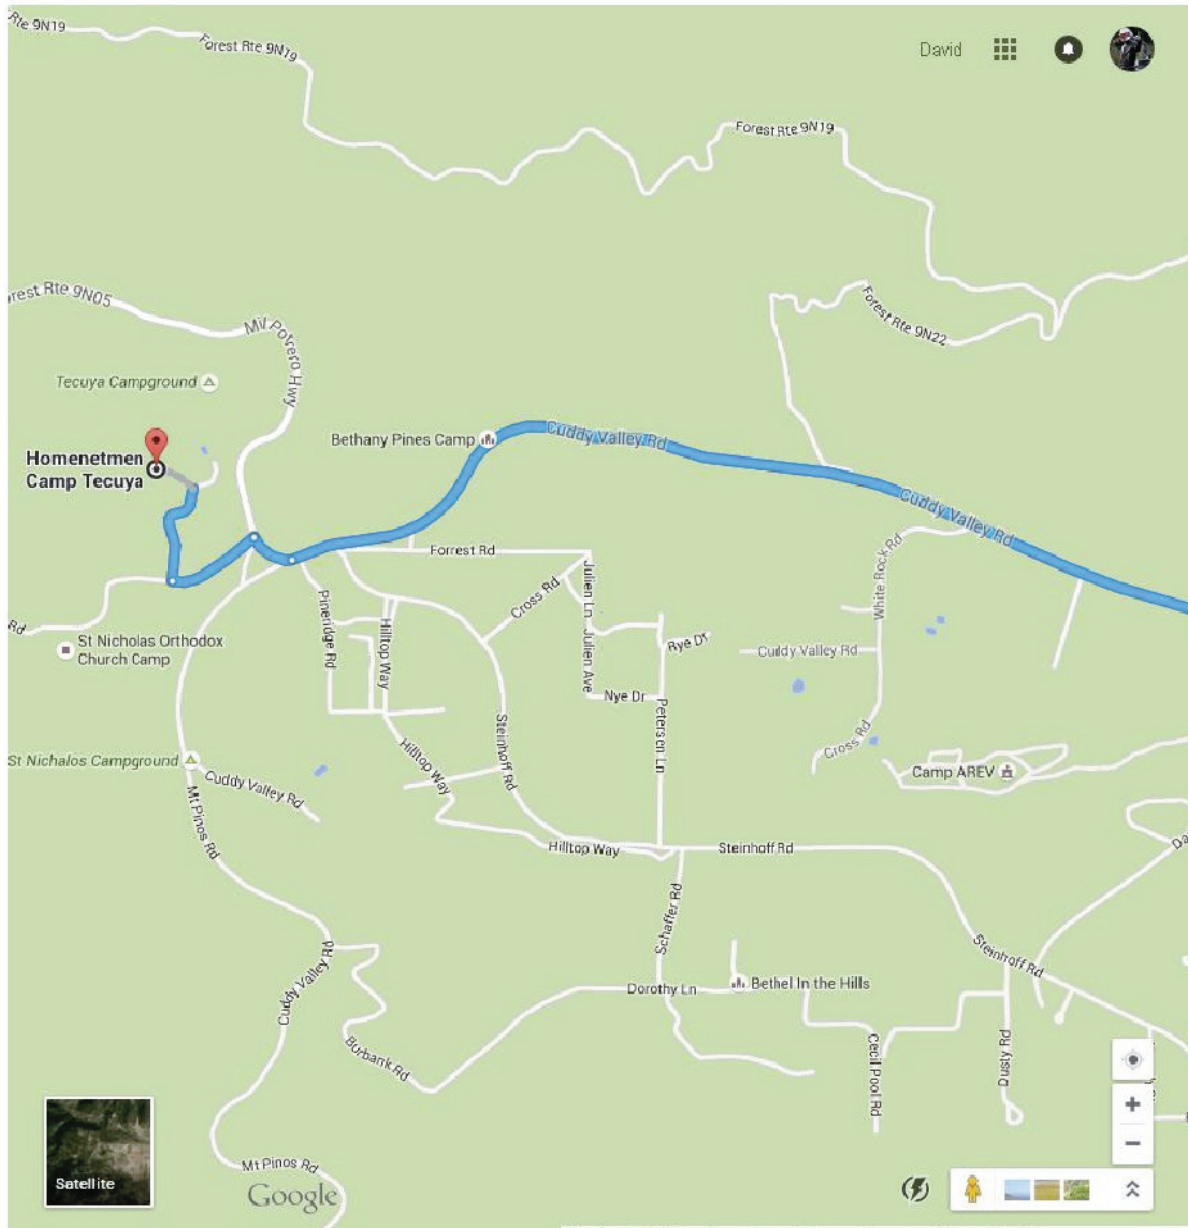 Rte 9N19
Forest Rte 9N19
David
Forest Rte 9N19
orest Rte 9N05
Forest Rte 9N22
Mil Potrero Hwy
Tecuya Campground
Bethany Pines Camp
Cuddy Valley Rd
Homenetmen
Camp Tecuya
Cuddy Valley Rd
Forrest Rd
White Rock Rd
Cross Rd
Julien Ln
Pineridge Rd
Hilltop Way
Rd
St Nicholas Orthodox
Church Camp
Julien Ave
Rye Dr
Cuddy Valley Rd
Nye Dr
Petersen Ln
Steinhoff Rd
Cross Rd
St Nichalos Campground
Cuddy Valley Rd
Hilltop Way
Camp AREV
Mt Pinos Rd
Hilltop Way
Steinhoff Rd
Da
Schaffer Rd
Steinhoff Rd
Cuddy Valley Rd
Dorothy Ln
Bethel In the Hills
Burbank Rd
Cecil Pool Rd
Dusty Rd
Satellite
Mt Pinos Rd
Google